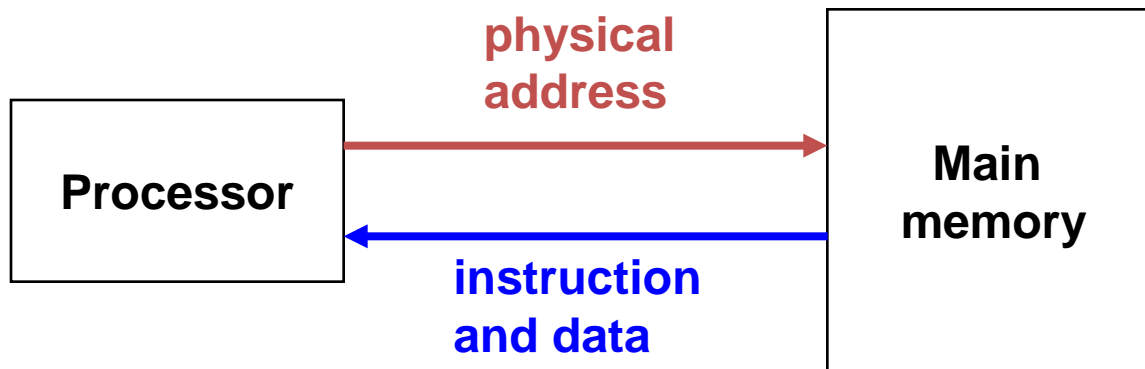 physical
address
Processor
Main
memory
instruction
and data